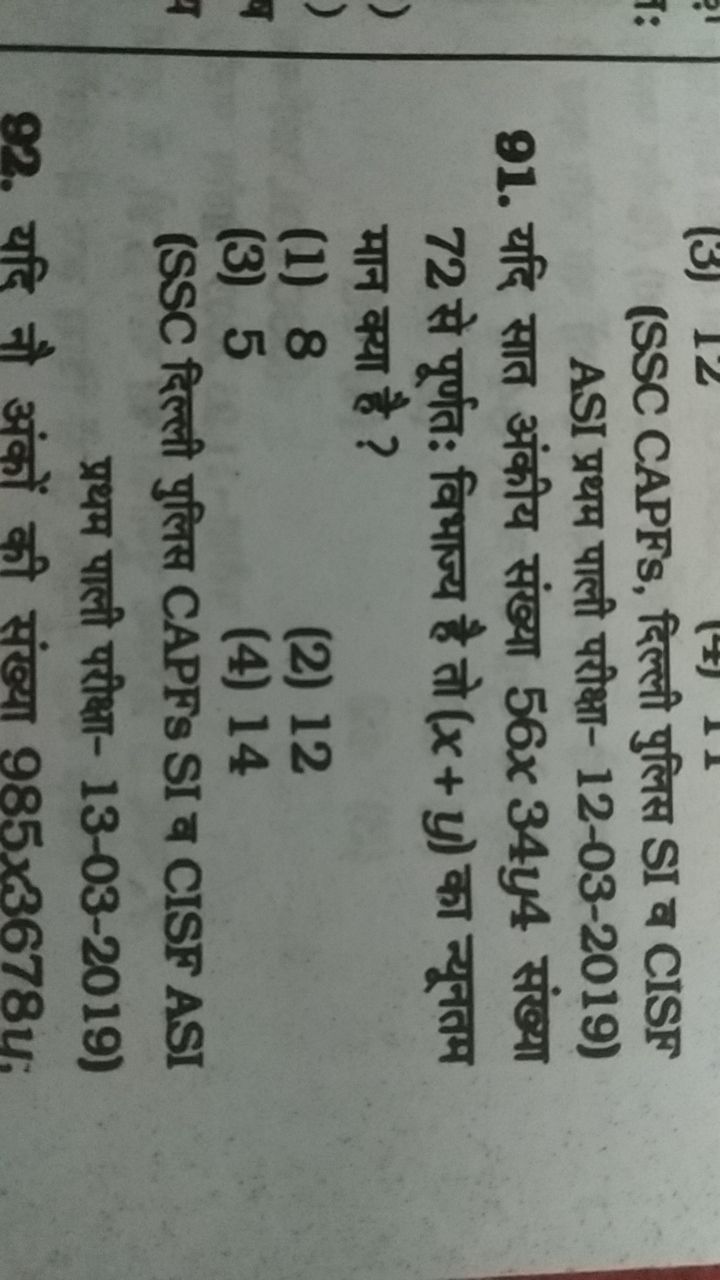 (3) 12 (4) 11
(SSC CAPFs, दिल्ली पुलिस SI व CISF
ASI प्रथम पाली परीक्षा- 12-03-2019)
91. यदि सात अंकीय संख्या 56x 34y4 संख्या
72 से पूर्णतः विभाज्य है तो (x + y) का न्यूनतम
मान क्या है ?
(1) 8 (2) 12
(3) 5 (4) 14
(SSC दिल्ली पुलिस CAPFs SI व CISF ASI
प्रथम पाली परीक्षा- 13-03-2019)
92. यदि नौ अंकों की संख्या 985x3678y,